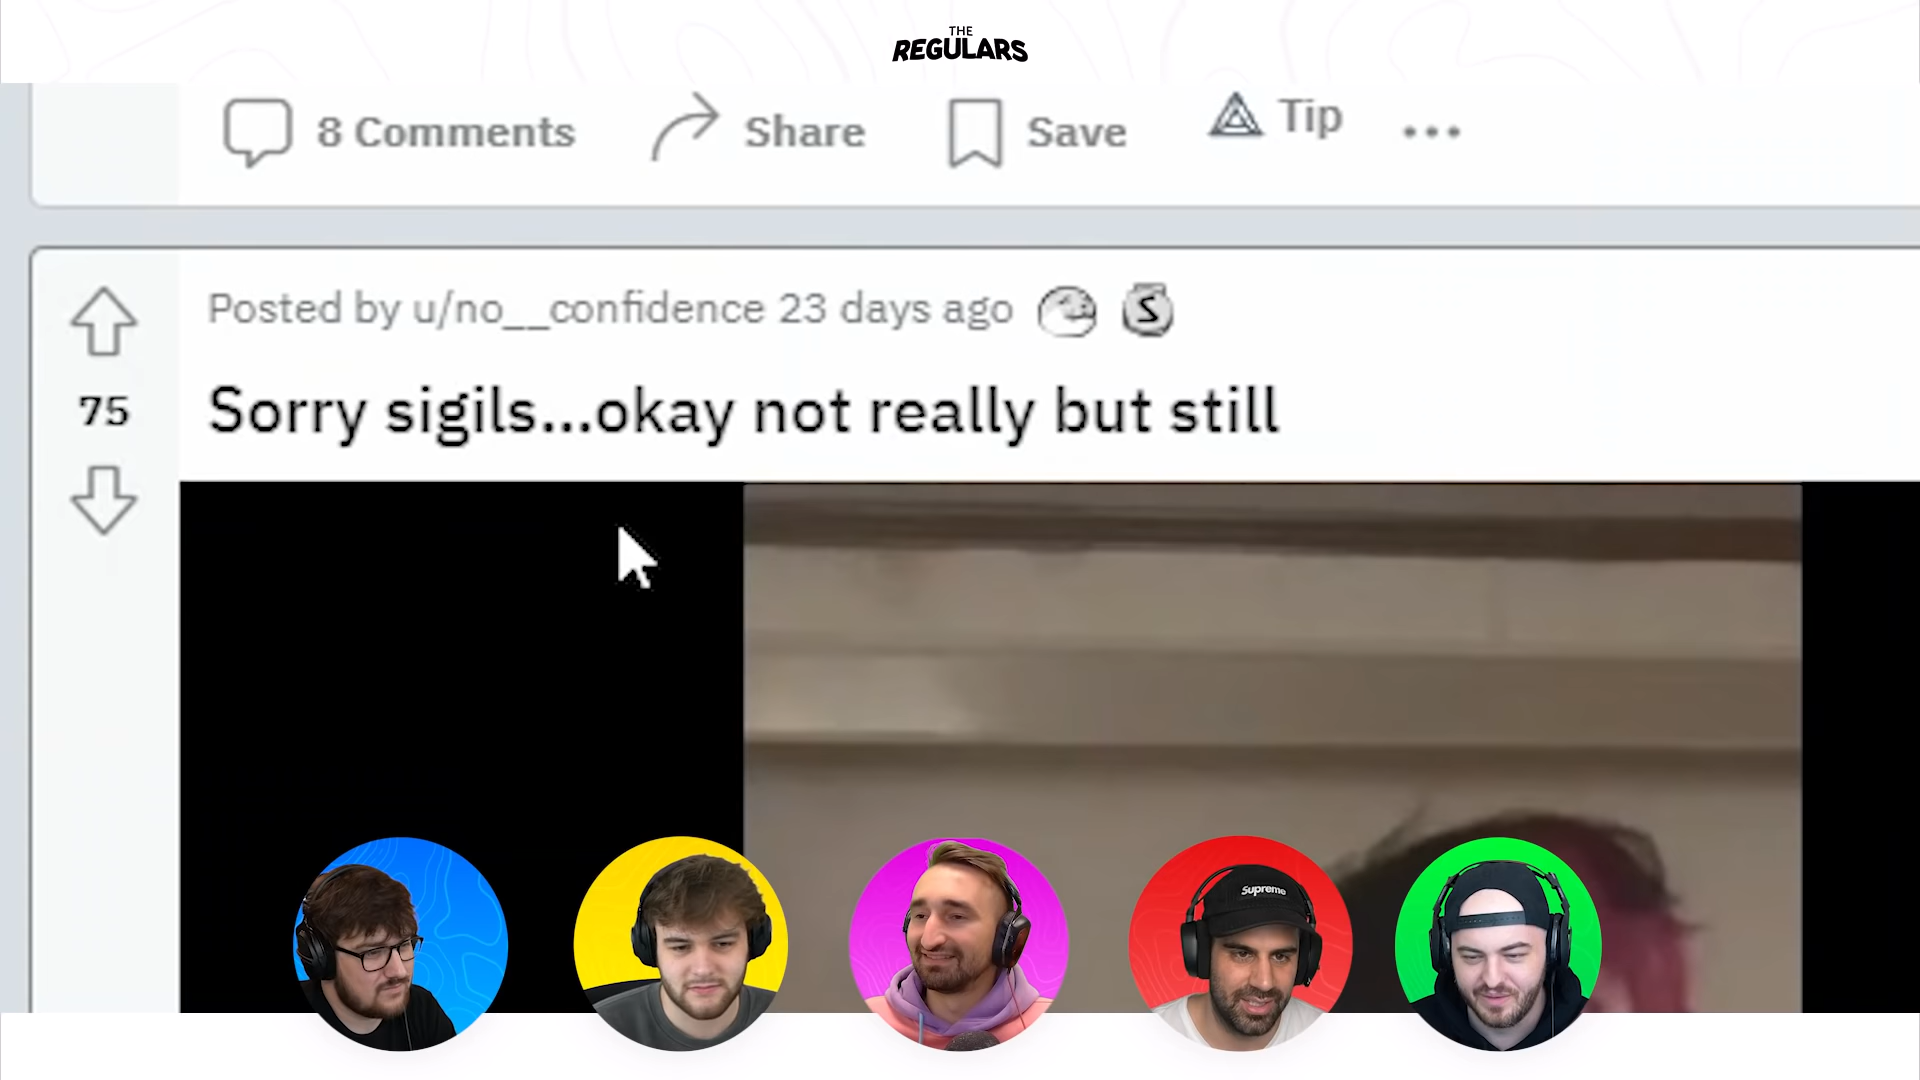 THE
REGULARS
8 Comments Share Save Tip
Posted by u/no__confidence 23 days ago
S
75
Sorry sigils...okay not really but still
Supreme